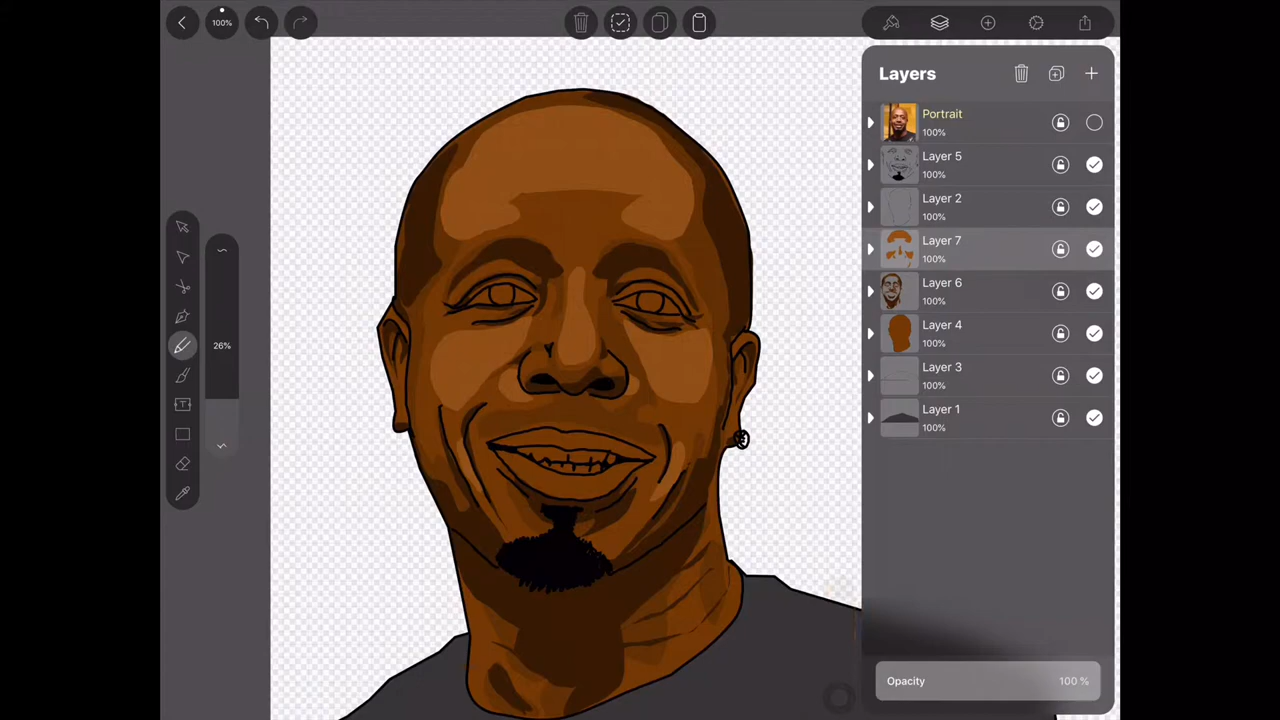 100%
Layers
Portrait
100%
Layer 5
100%
Layer 2
100%
Layer 7
100%
Layer 6
100%
26%
Layer 4
100%
Layer 3
100%
T
Layer 1
100%
Opacity 100 %